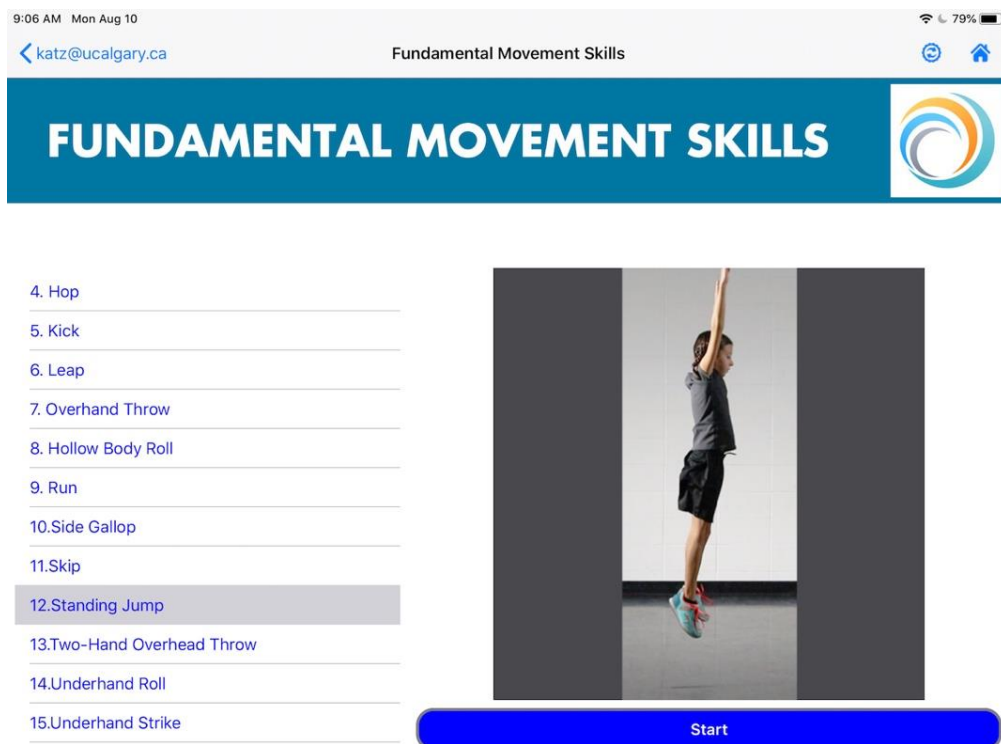 9:06 AM Mon Aug 10
79%
katz@ucalgary.ca
Fundamental Movement Skills
FUNDAMENTAL MOVEMENT SKILLS
4. Hop
5. Kick
6. Leap
7. Overhand Throw
8. Hollow Body Roll
9. Run
10.Side Gallop
11.Skip
12.Standing Jump
13.Two-Hand Overhead Throw
14.Underhand Roll
15.Underhand Strike
Start